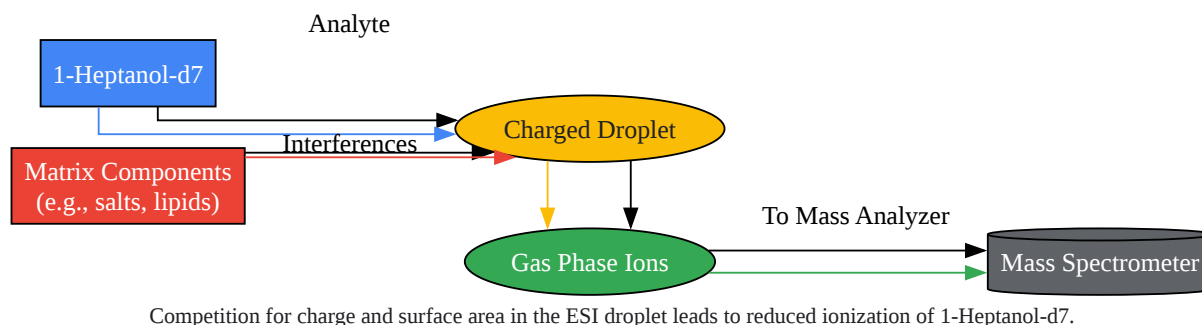 Analyte
1-Heptanol-d7
Charged Droplet
Interferences
Matrix Components
(e.g., salts, lipids)
To Mass Analyzer
Gas Phase Ions
Mass Spectrometer
Competition for charge and surface area in the ESI droplet leads to reduced ionization of 1-Heptanol-d7.